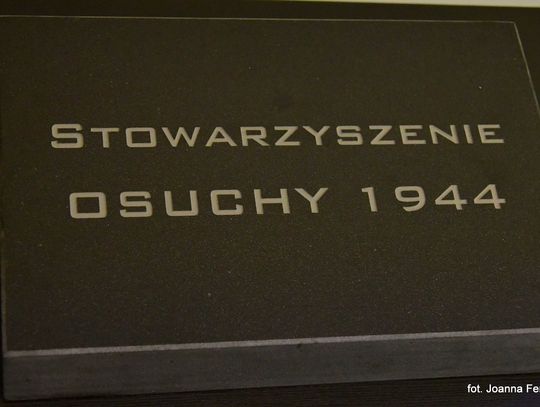 STOWARZYSZENIE
OSUCHY 1944
fot. Joanna